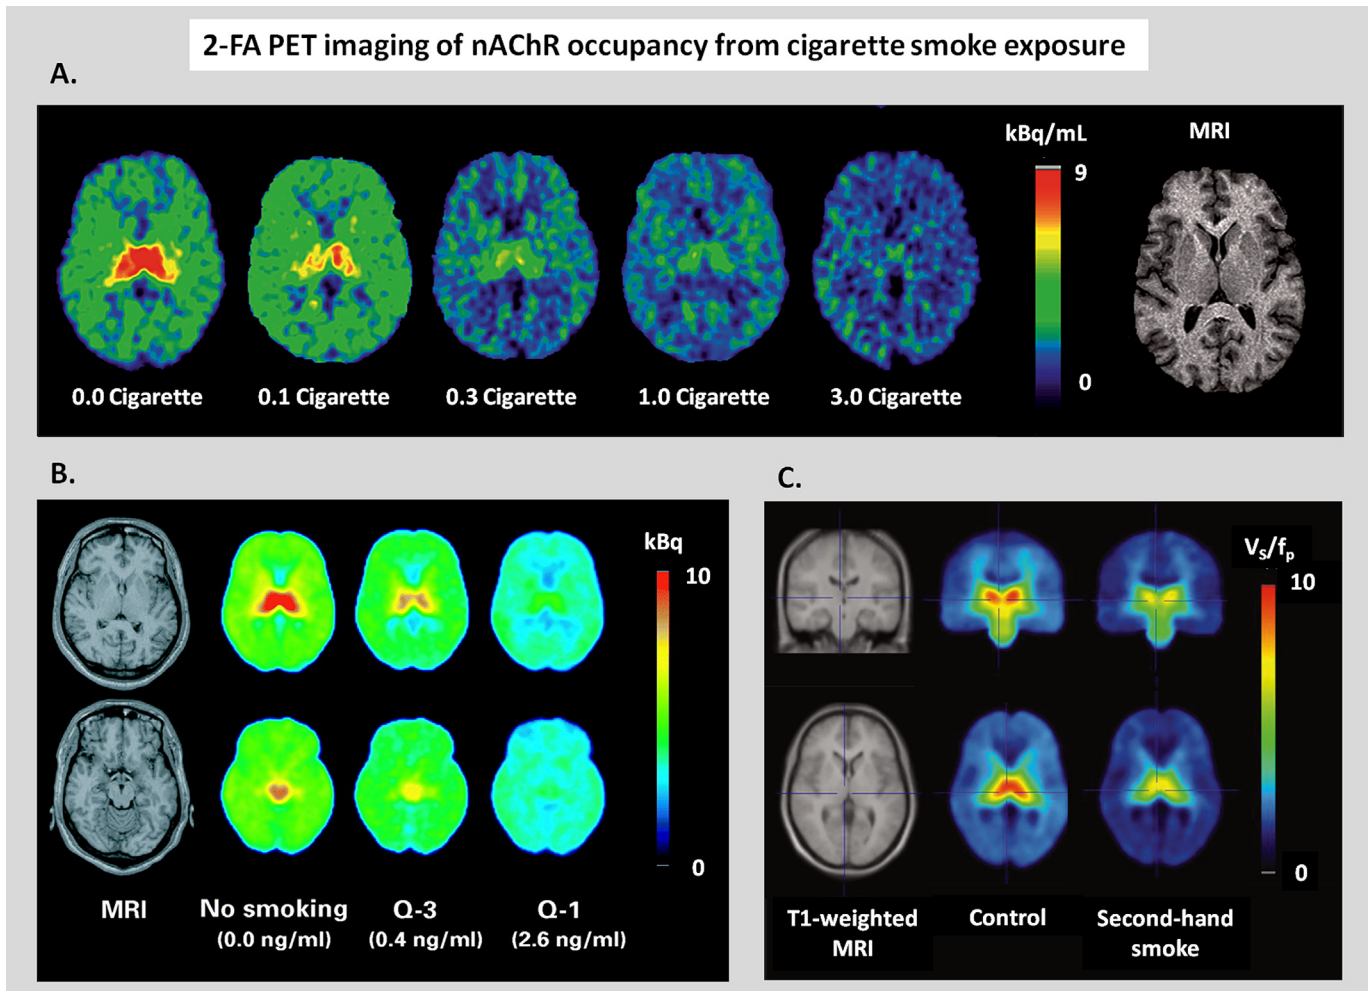 2-FA PET imaging of nAChR occupancy from cigarette smoke exposure
A.
kBq/mL
MRI
9
0
0.0 Cigarette
0.1 Cigarette
0.3 Cigarette
1.0 Cigarette
3.0 Cigarette
B.
kBq
10
0
MRI
No smoking
(0.0 ng/ml)
Q-3
(0.4 ng/ml)
Q-1
(2.6 ng/ml)
C.
VS/fp
10
0
T1-weighted
MRI
Control
Second-hand
smoke